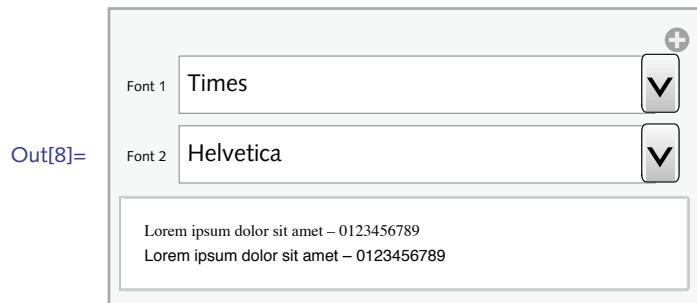 Font 1 Times
Out[8]= Font 2 Helvetica
Lorem ipsum dolor sit amet – 0123456789
Lorem ipsum dolor sit amet – 0123456789